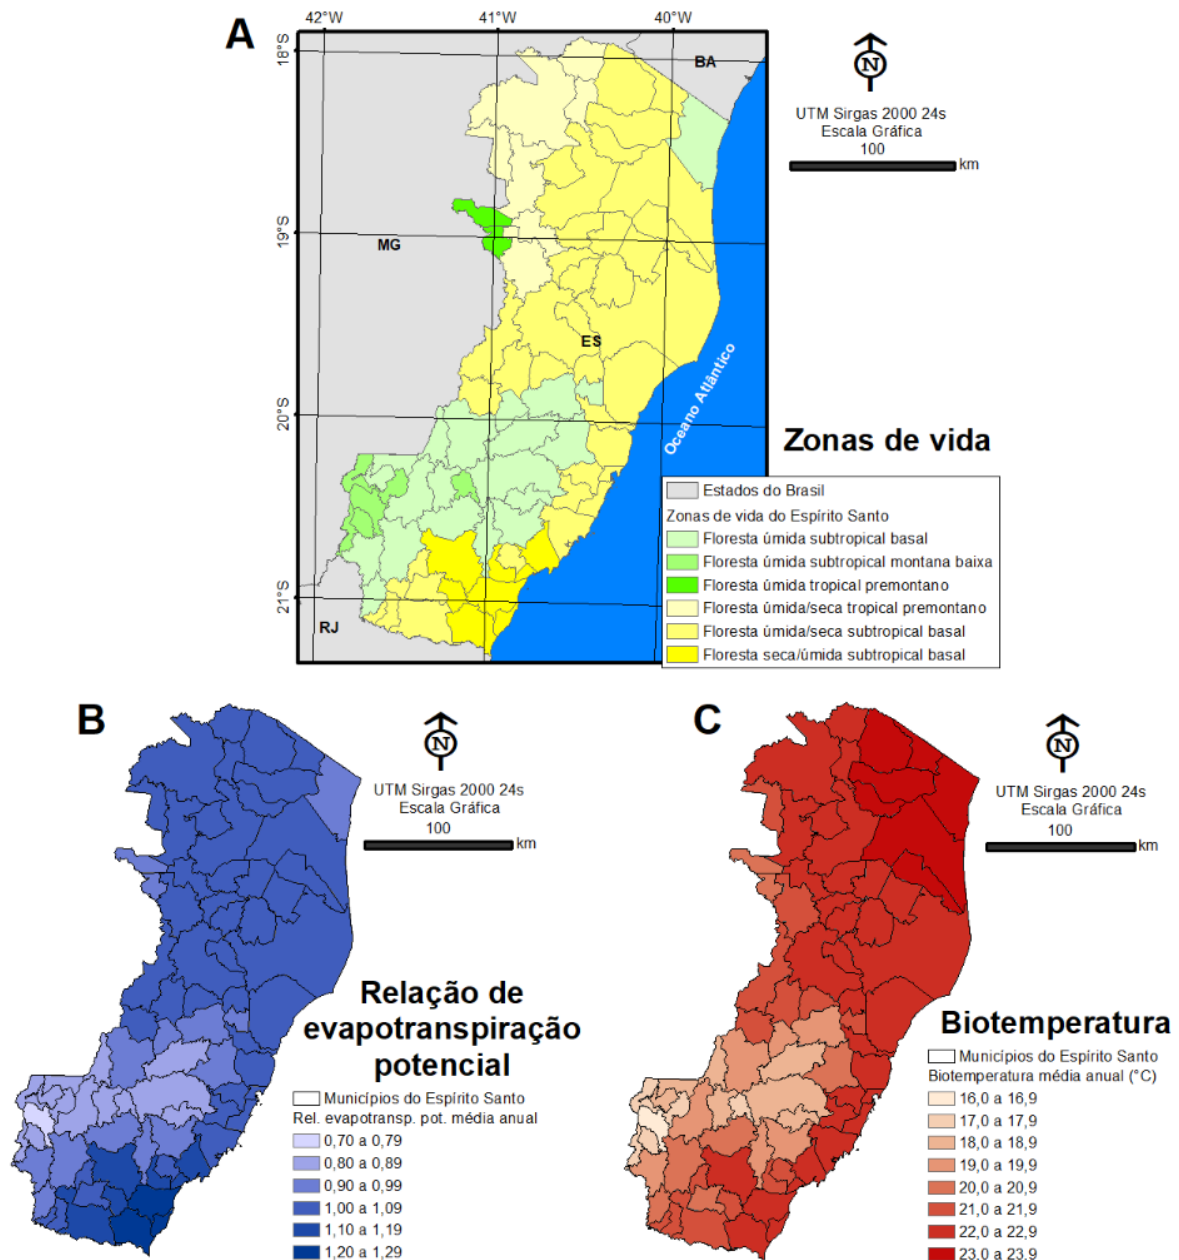 A
42°W
41°W
40°W
18°S
19°S
20°S
21°S
BA
MG
ES
RJ
Oceano Atlântico
N
UTM Sirgas 2000 24s
Escala Gráfica
100
km
Zonas de vida
Estados do Brasil
Zonas de vida do Espírito Santo
Floresta úmida subtropical basal
Floresta úmida subtropical montana baixa
Floresta úmida tropical premontano
Floresta úmida/seca tropical premontano
Floresta úmida/seca subtropical basal
Floresta seca/úmida subtropical basal
B
N
UTM Sirgas 2000 24s
Escala Gráfica
100
km
Relação de
evapotranspiração
potencial
Municípios do Espírito Santo
Rel. evapotransp. pot. média anual
0,70 a 0,79
0,80 a 0,89
0,90 a 0,99
1,00 a 1,09
1,10 a 1,19
1,20 a 1,29
C
N
UTM Sirgas 2000 24s
Escala Gráfica
100
km
Biotemperatura
Municípios do Espírito Santo
Biotemperatura média anual (°C)
16,0 a 16,9
17,0 a 17,9
18,0 a 18,9
19,0 a 19,9
20,0 a 20,9
21,0 a 21,9
22,0 a 22,9
23,0 a 23,9